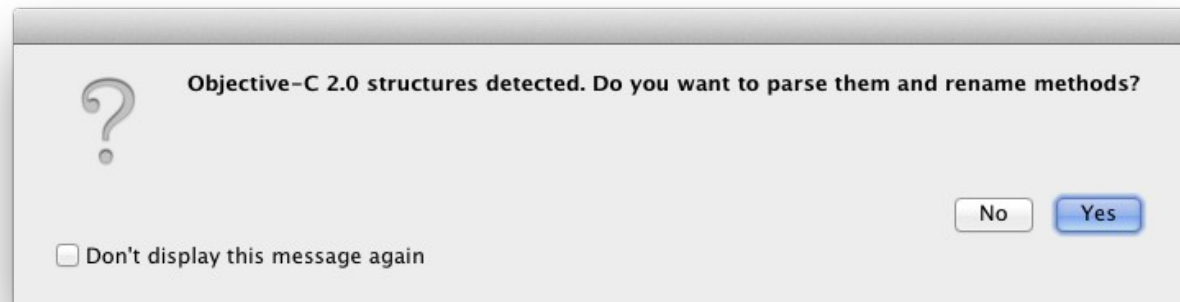 Objective-C 2.0 structures detected. Do you want to parse them and rename methods?
No Yes
Don't display this message again